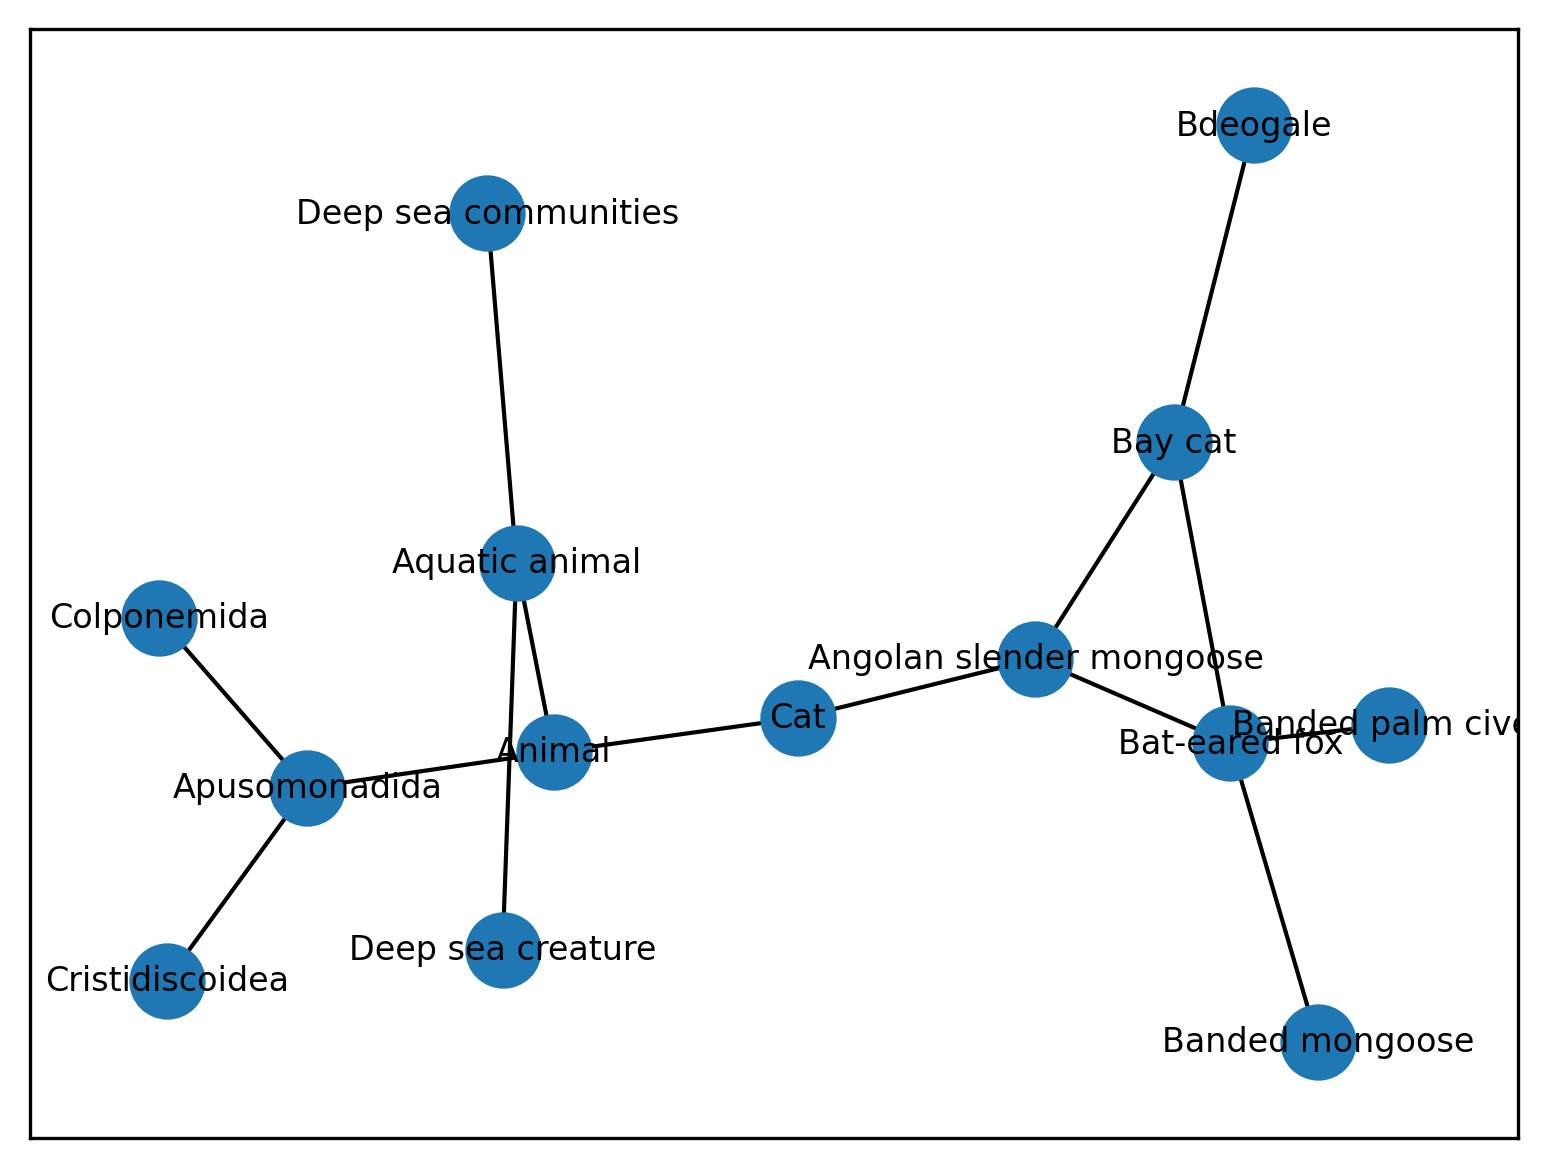 Bdeogale
Deep sea communities
Bay cat
Aquatic animal
Colponemida
Angolan slender mongoose
Cat
Banded palm cive
Bat-eared fox
Animal
Apusomonadida
Deep sea creature
Cristidiscoidea
Banded mongoose